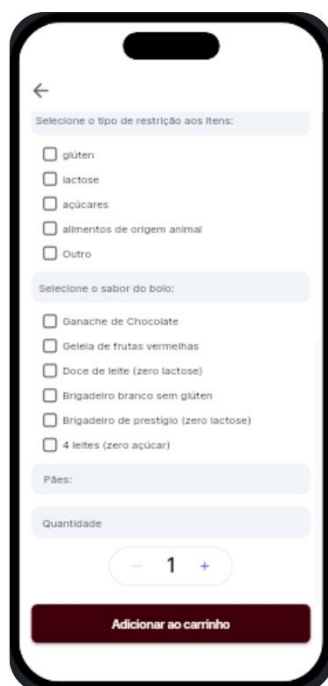 Selecione o tipo de restrição aos itens:
glúten
lactose
açúcares
alimentos de origem animal
Outro
Selecione o sabor do bolo:
Ganache de Chocolate
Geleia de frutas vermelhas
Doce de leite (zero lactose)
Brigadeiro branco sem glúten
Brigadeiro de prestígio (zero lactose)
4 leites (zero açúcar)
Pães:
Quantidade
− 1 +
Adicionar ao carrinho